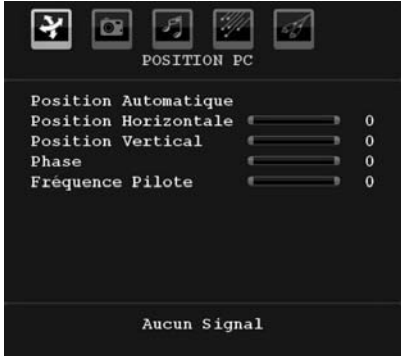 POSITION PC
Position Automatique
Position Horizontale 0
Position Vertical 0
Phase 0
Fréquence Pilote 0
Aucun Signal